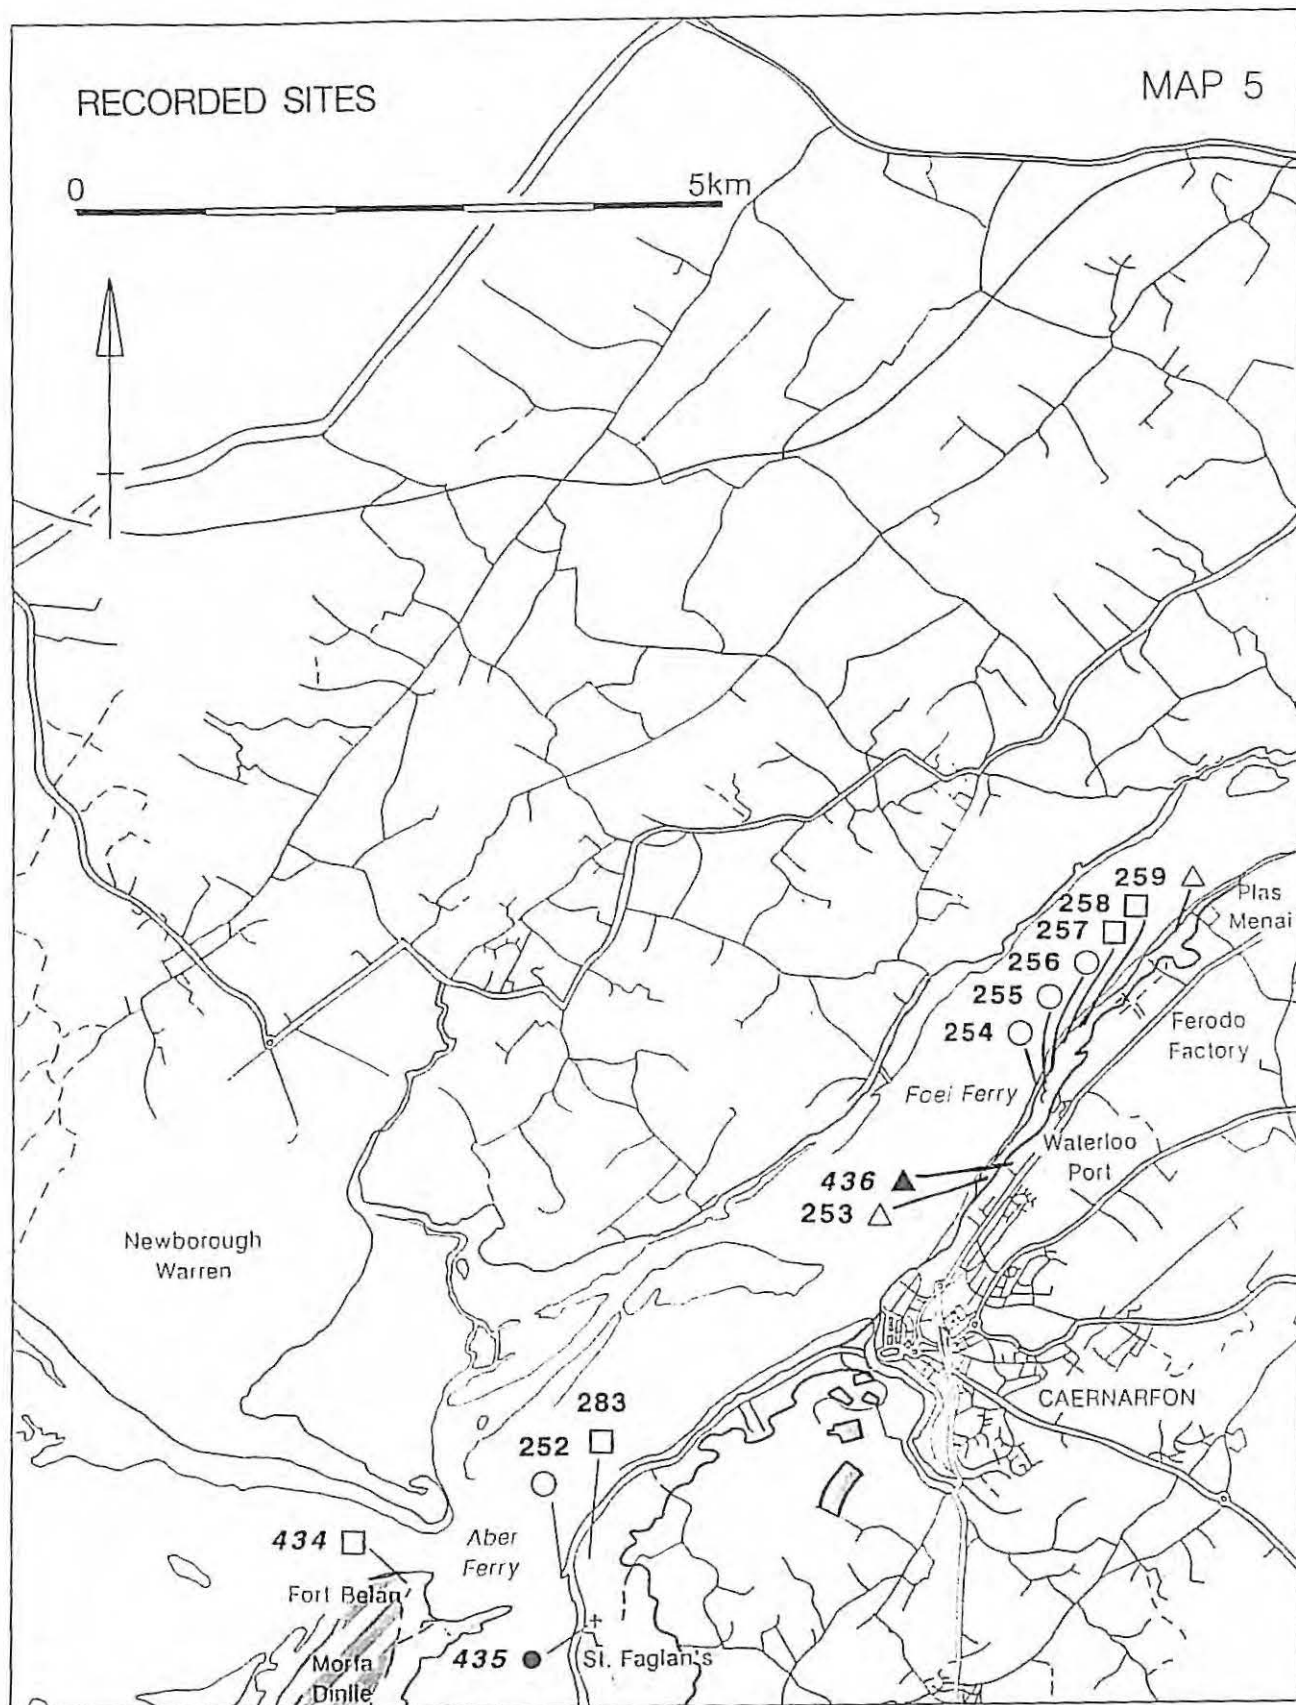 RECORDED SITES
MAP 5
0
5km
259
258
257
256
255
254
Plas
Menai
Ferodo
Factory
Foel Ferry
Waterloo
Port
436
253
Newborough
Warren
CAERNARFON
283
252
434
Aber
Ferry
Fort Belan
435
St. Faglan's
Morfa
Dinlle